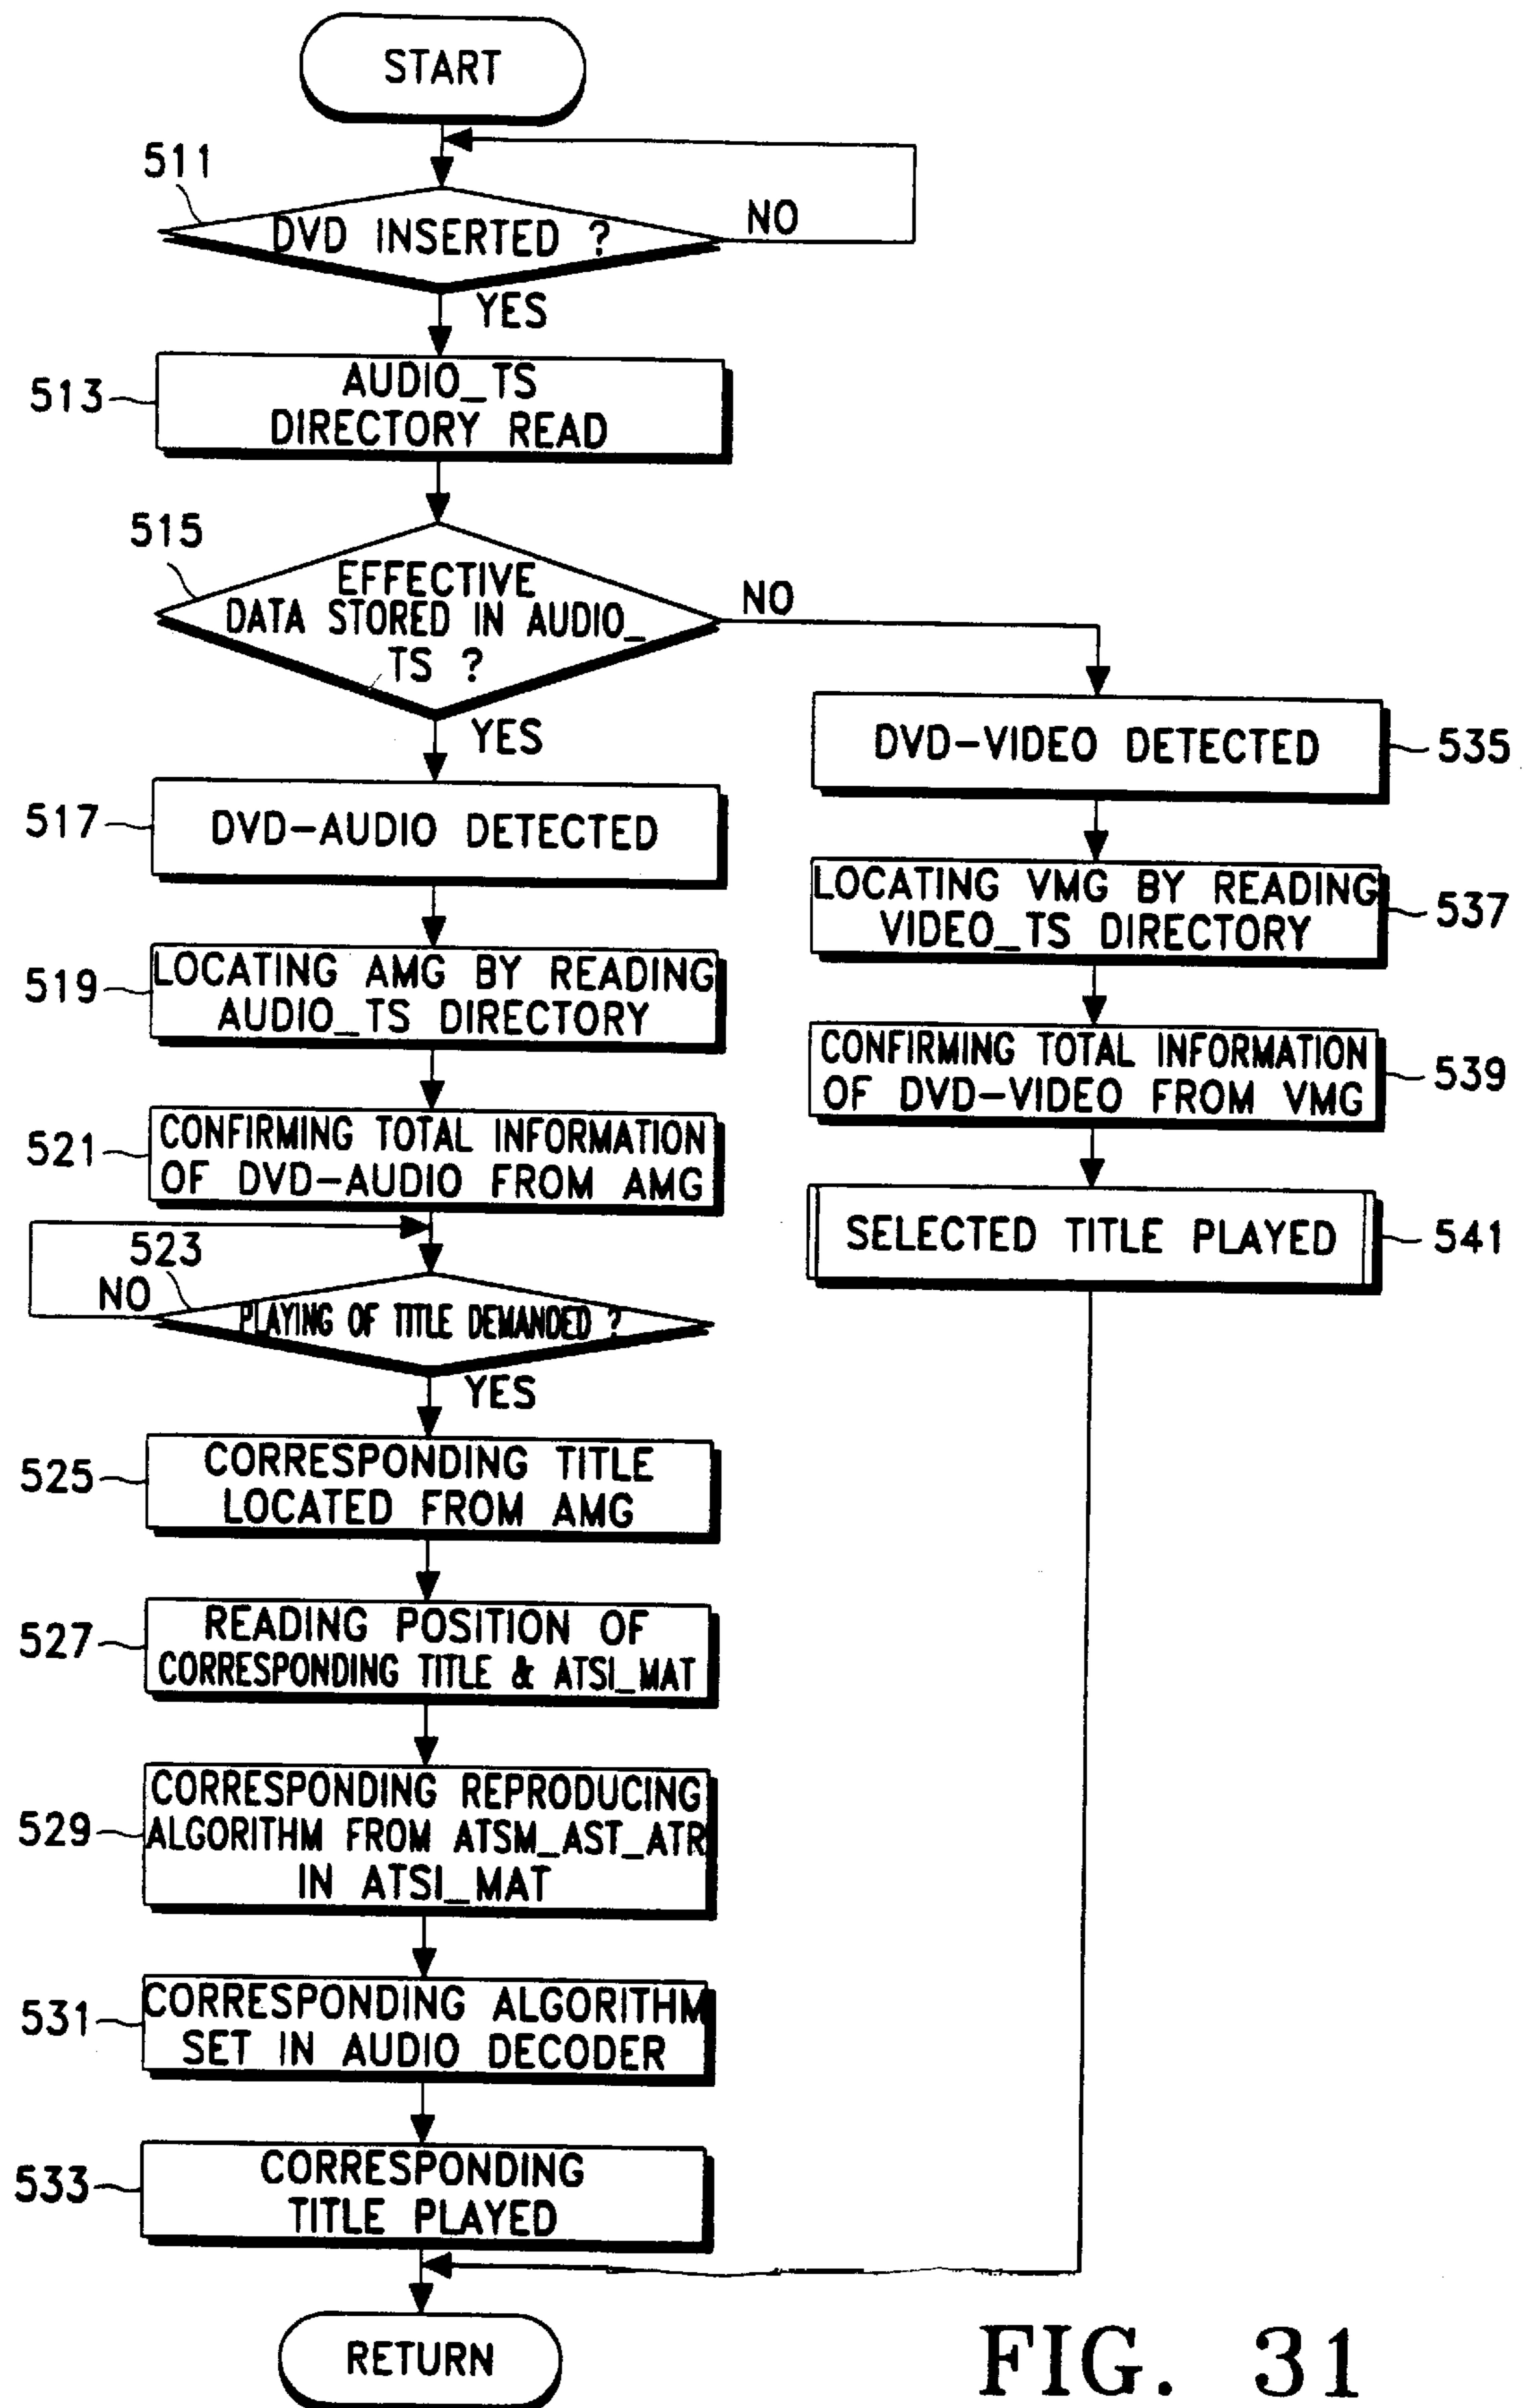 START
511
DVD INSERTED ?
NO
YES
513
AUDIO_TS
DIRECTORY READ
515
EFFECTIVE
DATA STORED IN AUDIO_
TS ?
NO
YES
517
DVD-AUDIO DETECTED
519
LOCATING AMG BY READING
AUDIO_TS DIRECTORY
521
CONFIRMING TOTAL INFORMATION
OF DVD-AUDIO FROM AMG
523
NO
PLAYING OF TITLE DEMANDED ?
YES
525
CORRESPONDING TITLE
LOCATED FROM AMG
527
READING POSITION OF
CORRESPONDING TITLE & ATSI_MAT
529
CORRESPONDING REPRODUCING
ALGORITHM FROM ATSM_AST_ATR
IN ATSI_MAT
531
CORRESPONDING ALGORITHM
SET IN AUDIO DECODER
533
CORRESPONDING
TITLE PLAYED
RETURN
DVD-VIDEO DETECTED
535
LOCATING VMG BY READING
VIDEO_TS DIRECTORY
537
CONFIRMING TOTAL INFORMATION
OF DVD-VIDEO FROM VMG
539
SELECTED TITLE PLAYED
541
FIG. 31